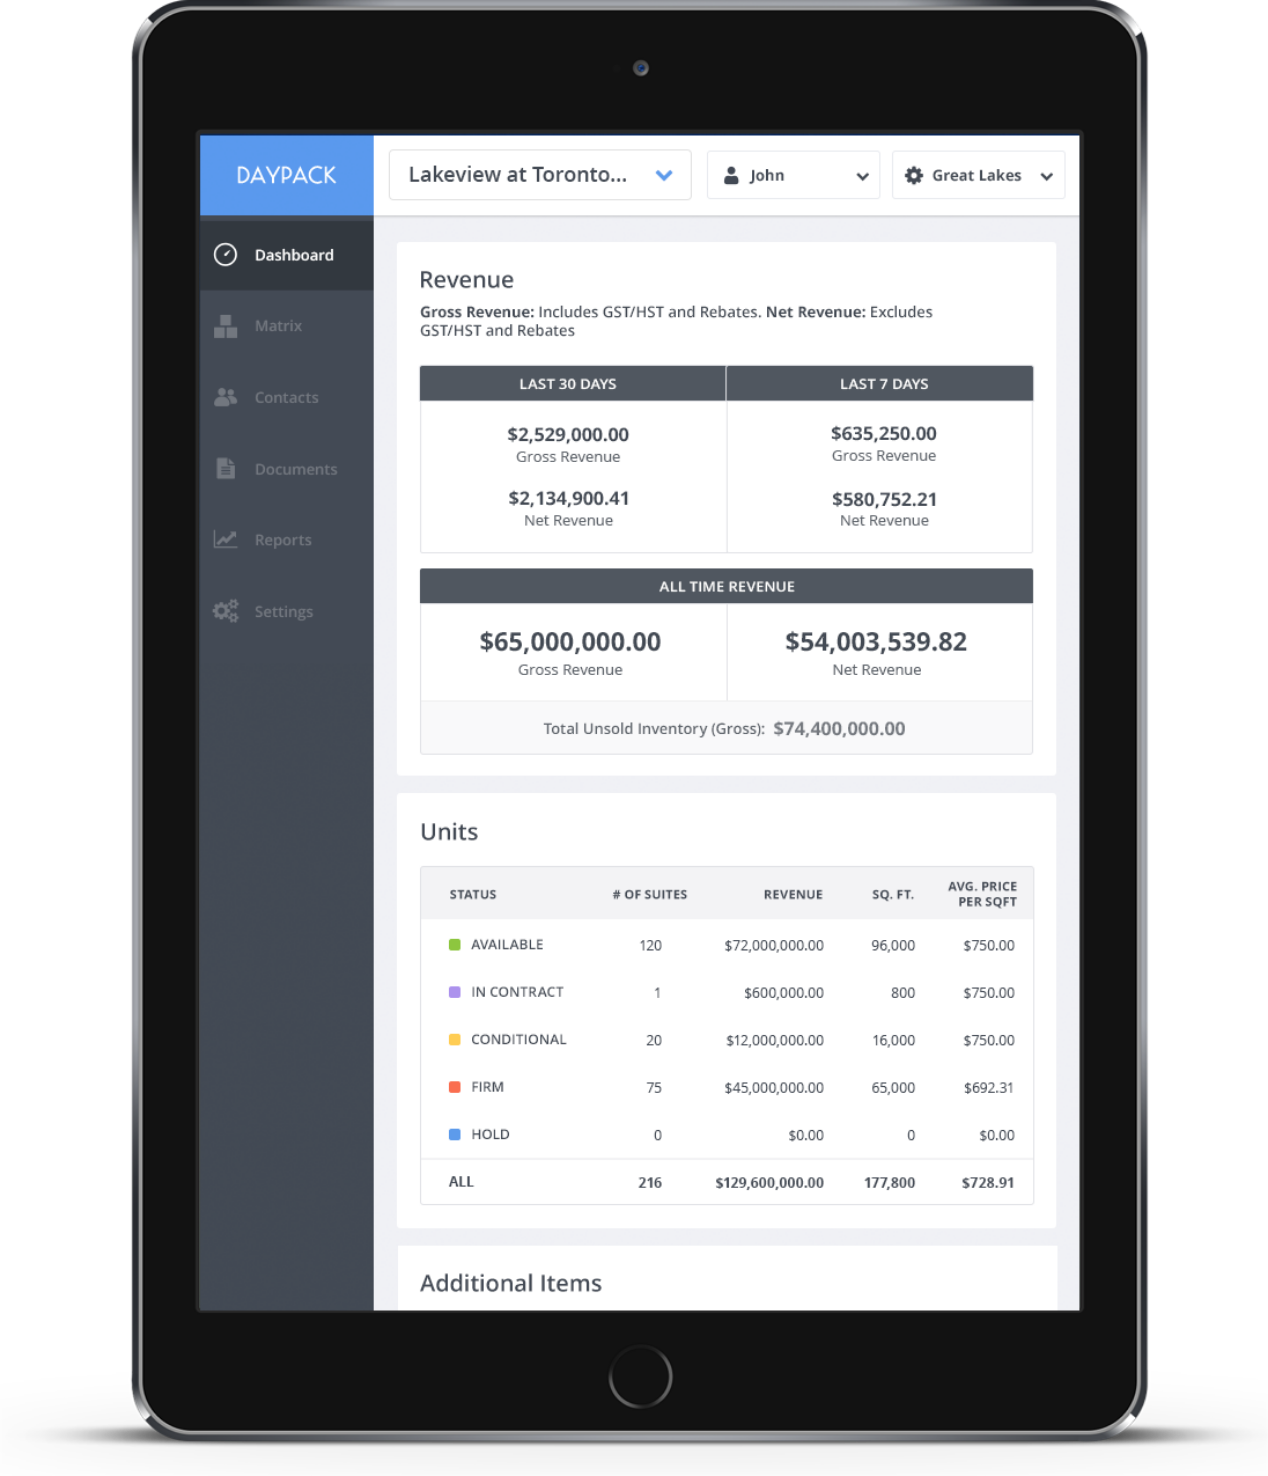 DAYPACK
Lakeview at Toronto...
John
Great Lakes
Dashboard
Matrix
Contacts
Documents
Reports
Settings
Revenue
Gross Revenue: Includes GST/HST and Rebates. Net Revenue: Excludes
GST/HST and Rebates
LAST 30 DAYS LAST 7 DAYS
$2,529,000.00 $635,250.00
Gross Revenue Gross Revenue
$2,134,900.41 $580,752.21
Net Revenue Net Revenue
ALL TIME REVENUE
$65,000,000.00 $54,003,539.82
Gross Revenue Net Revenue
Total Unsold Inventory (Gross): $74,400,000.00
Units
STATUS # OF SUITES REVENUE SQ. FT. AVG. PRICE
PER SQFT
AVAILABLE 120 $72,000,000.00 96,000 $750.00
IN CONTRACT 1 $600,000.00 800 $750.00
CONDITIONAL 20 $12,000,000.00 16,000 $750.00
FIRM 75 $45,000,000.00 65,000 $692.31
HOLD 0 $0.00 0 $0.00
ALL 216 $129,600,000.00 177,800 $728.91
Additional Items